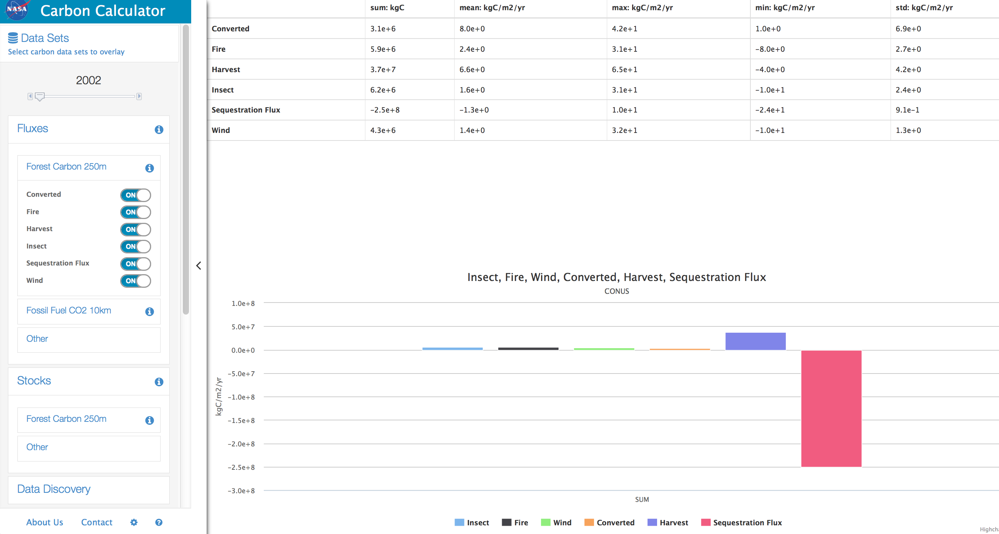 NASA Carbon Calculator
Data Sets
Select carbon data sets to overlay
2002
Fluxes
Forest Carbon 250m
Converted ON
Fire ON
Harvest ON
Insect ON
Sequestration Flux ON
Wind ON
Fossil Fuel CO2 10km
Other
Stocks
Forest Carbon 250m
Other
Data Discovery
About Us Contact
sum: kgC mean: kgC/m2/yr max: kgC/m2/yr min: kgC/m2/yr std: kgC/m2/yr
Converted 3.1e+6 8.0e+0 4.2e+1 1.0e+0 6.9e+0
Fire 5.9e+6 2.4e+0 3.1e+1 -8.0e+0 2.7e+0
Harvest 3.7e+7 6.6e+0 6.5e+1 -4.0e+0 4.2e+0
Insect 6.2e+6 1.6e+0 3.1e+1 -1.0e+1 2.4e+0
Sequestration Flux -2.5e+8 -1.3e+0 1.0e+1 -2.4e+1 9.1e-1
Wind 4.3e+6 1.4e+0 3.2e+1 -1.0e+1 1.3e+0
Insect, Fire, Wind, Converted, Harvest, Sequestration Flux
CONUS
1.0e+8
5.0e+7
0.0e+0
-5.0e+7
-1.0e+8
-1.5e+8
-2.0e+8
-2.5e+8
-3.0e+8
kgC/m2/yr
SUM
Insect Fire Wind Converted Harvest Sequestration Flux
Highch